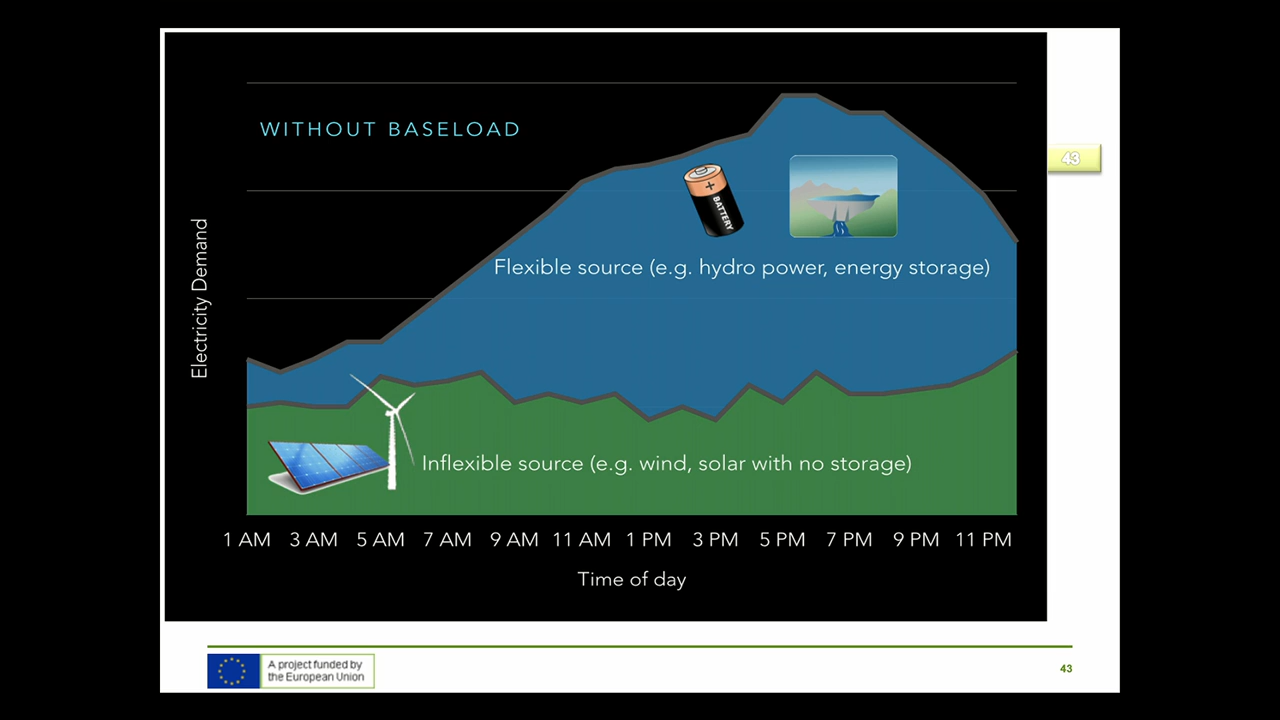 WITHOUT BASELOAD
43
BATTERY
Flexible source (e.g. hydro power, energy storage)
Electricity Demand
Inflexible source (e.g. wind, solar with no storage)
1 AM 3 AM 5 AM 7 AM 9 AM 11 AM 1 PM 3 PM 5 PM 7 PM 9 PM 11 PM
Time of day
A project funded by
the European Union
43